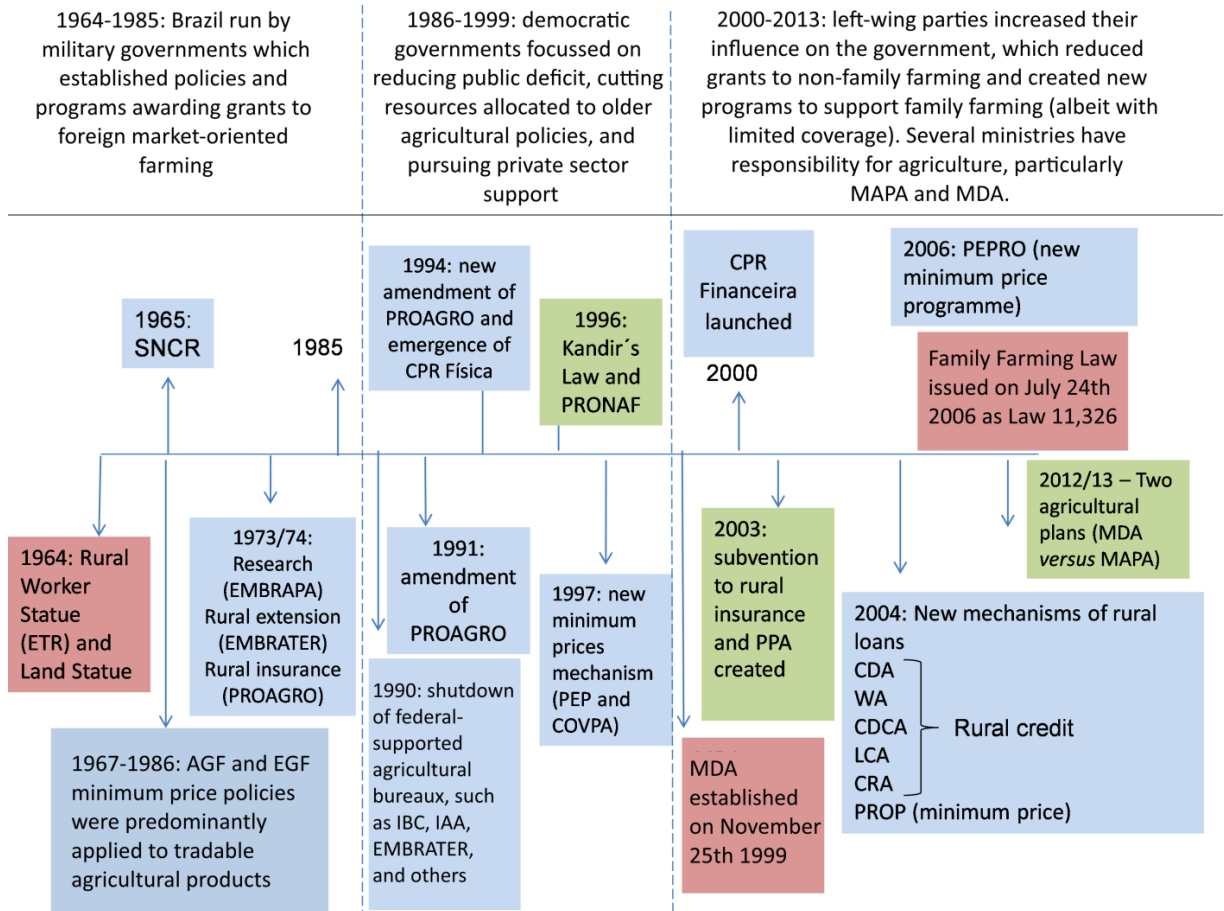 1964-1985: Brazil run by
military governments which
established policies and
programs awarding grants to
foreign market-oriented
farming
1986-1999: democratic
governments focussed on
reducing public deficit, cutting
resources allocated to older
agricultural policies, and
pursuing private sector
support
2000-2013: left-wing parties increased their
influence on the government, which reduced
grants to non-family farming and created new
programs to support family farming (albeit with
limited coverage). Several ministries have
responsibility for agriculture, particularly
MAPA and MDA.
1965:
SNCR
1985
1994: new
amendment of
PROAGRO and
emergence of
CPR Física
1996:
Kandir´s
Law and
PRONAF
CPR
Financeira
launched
2000
2006: PEPRO (new
minimum price
programme)
Family Farming Law
issued on July 24th
2006 as Law 11,326
1964: Rural
Worker
Statue
(ETR) and
Land Statue
1973/74:
Research
(EMBRAPA)
Rural extension
(EMBRATER)
Rural insurance
(PROAGRO)
1967-1986: AGF and EGF
minimum price policies
were predominantly
applied to tradable
agricultural products
1991:
amendment
of
PROAGRO
1990: shutdown
of federal-
supported
agricultural
bureaux, such
as IBC, IAA,
EMBRATER,
and others
1997: new
minimum
prices
mechanism
(PEP and
COVPA)
MDA
established
on November
25th 1999
2003:
subvention
to rural
insurance
and PPA
created
2012/13 – Two
agricultural
plans (MDA
versus MAPA)
2004: New mechanisms of rural
loans
CDA
WA
CDCA
LCA
CRA
Rural credit
PROP (minimum price)